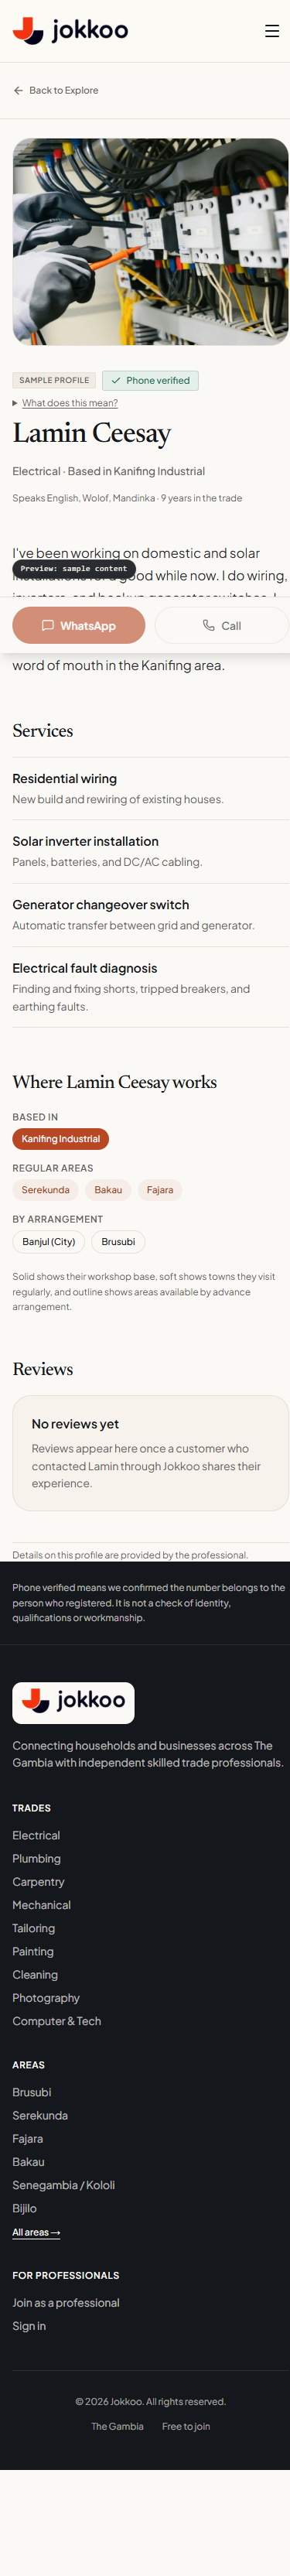 jokkoo
Back to Explore
SAMPLE PROFILE
Phone verified
What does this mean?
Lamin Ceesay
Electrical · Based in Kanifing Industrial
Speaks English, Wolof, Mandinka · 9 years in the trade
I've been working on domestic and solar
Preview: sample content
good while now. I do wiring,
WhatsApp
Call
word of mouth in the Kanifing area.
Services
Residential wiring
New build and rewiring of existing houses.
Solar inverter installation
Panels, batteries, and DC/AC cabling.
Generator changeover switch
Automatic transfer between grid and generator.
Electrical fault diagnosis
Finding and fixing shorts, tripped breakers, and
earthing faults.
Where Lamin Ceesay works
BASED IN
Kanifing Industrial
REGULAR AREAS
Serekunda
Bakau
Fajara
BY ARRANGEMENT
Banjul (City)
Brusubi
Solid shows their workshop base, soft shows towns they visit
regularly, and outline shows areas available by advance
arrangement.
Reviews
No reviews yet
Reviews appear here once a customer who
contacted Lamin through Jokkoo shares their
experience.
Details on this profile are provided by the professional.
Phone verified means we confirmed the number belongs to the
person who registered. It is not a check of identity,
qualifications or workmanship.
jokkoo
Connecting households and businesses across The
Gambia with independent skilled trade professionals.
TRADES
Electrical
Plumbing
Carpentry
Mechanical
Tailoring
Painting
Cleaning
Photography
Computer & Tech
AREAS
Brusubi
Serekunda
Fajara
Bakau
Senegambia / Kololi
Bijilo
All areas →
FOR PROFESSIONALS
Join as a professional
Sign in
© 2026 Jokkoo. All rights reserved.
The Gambia
Free to join